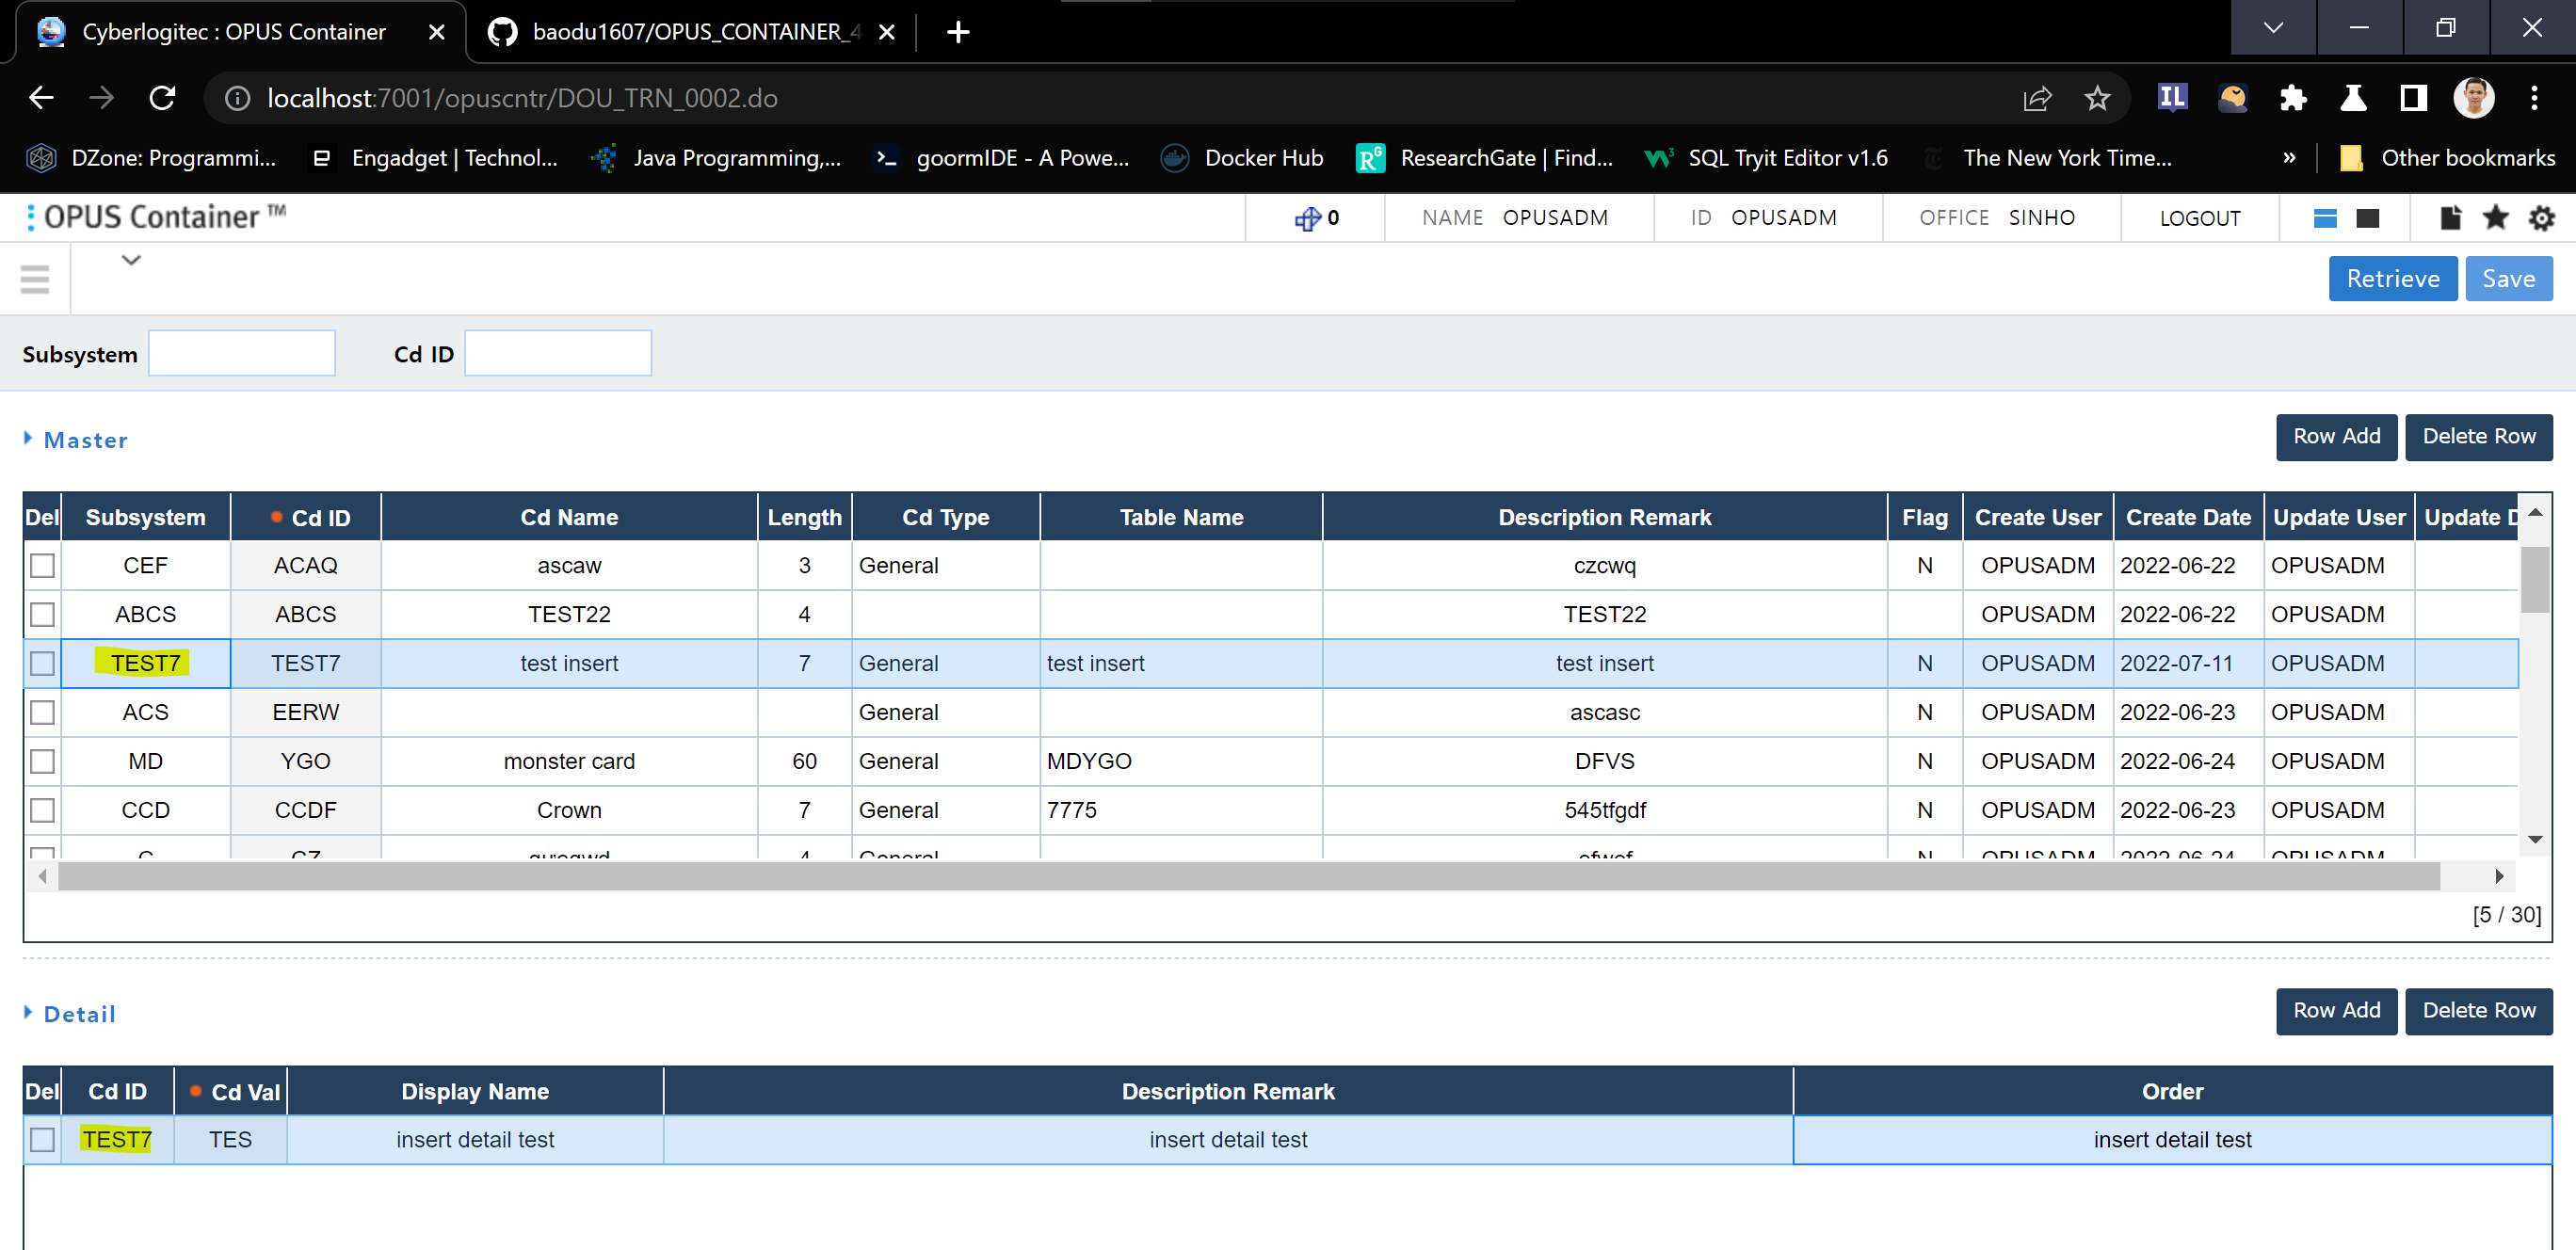 Cyberlogitec : OPUS Container
baodu1607/OPUS_CONTAINER_4
localhost:7001/opuscntr/DOU_TRN_0002.do
IL
DZone: Programmi... Engadget | Technol... Java Programming,... goormIDE - A Powe... Docker Hub ResearchGate | Find... SQL Tryit Editor v1.6 The New York Time... » Other bookmarks
OPUS Container ™ 0 NAME OPUSADM ID OPUSADM OFFICE SINHO LOGOUT
Retrieve Save
Subsystem Cd ID
Master Row Add Delete Row
Del Subsystem Cd ID Cd Name Length Cd Type Table Name Description Remark Flag Create User Create Date Update User Update D
CEF ACAQ ascaw 3 General czcwq N OPUSADM 2022-06-22 OPUSADM
ABCS ABCS TEST22 4 TEST22 OPUSADM 2022-06-22 OPUSADM
TEST7 TEST7 test insert 7 General test insert test insert N OPUSADM 2022-07-11 OPUSADM
ACS EERW General ascasc N OPUSADM 2022-06-23 OPUSADM
MD YGO monster card 60 General MDYGO DFVS N OPUSADM 2022-06-24 OPUSADM
CCD CCDF Crown 7 General 7775 545tfgdf N OPUSADM 2022-06-23 OPUSADM
CZ 4 General N OPUSADM 2022-06-24 OPUSADM
[5 / 30]
Detail Row Add Delete Row
Del Cd ID Cd Val Display Name Description Remark Order
TEST7 TES insert detail test insert detail test insert detail test